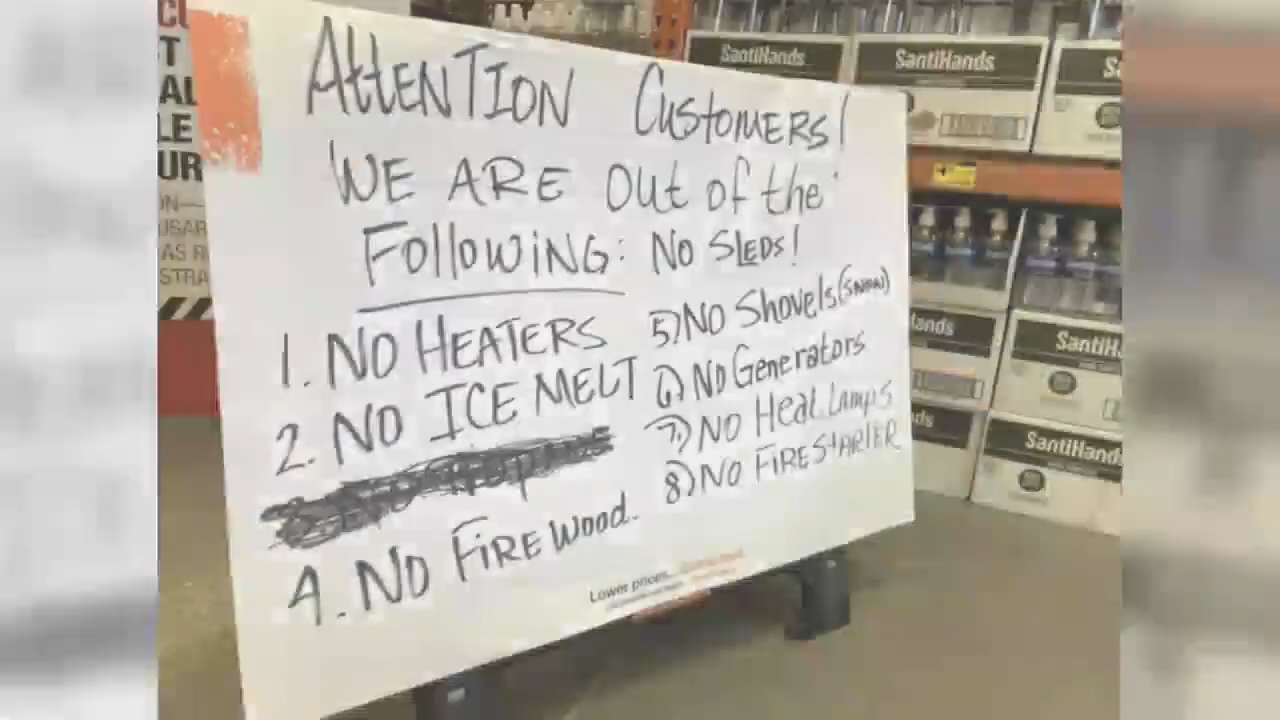 AttENTION Customers!
WE ARE Out of the
Following: No Sleds!
1. NO HEATERS
2. NO ICE MELT
4. NO FIRE Wood.
5) NO Shovels (snow)
6) NO Generators
7.) NO Heat Lamps
8) NO FIRE StARTER
Lower prices...
SantiHands
SantiHands
SantiHands
SantiHands